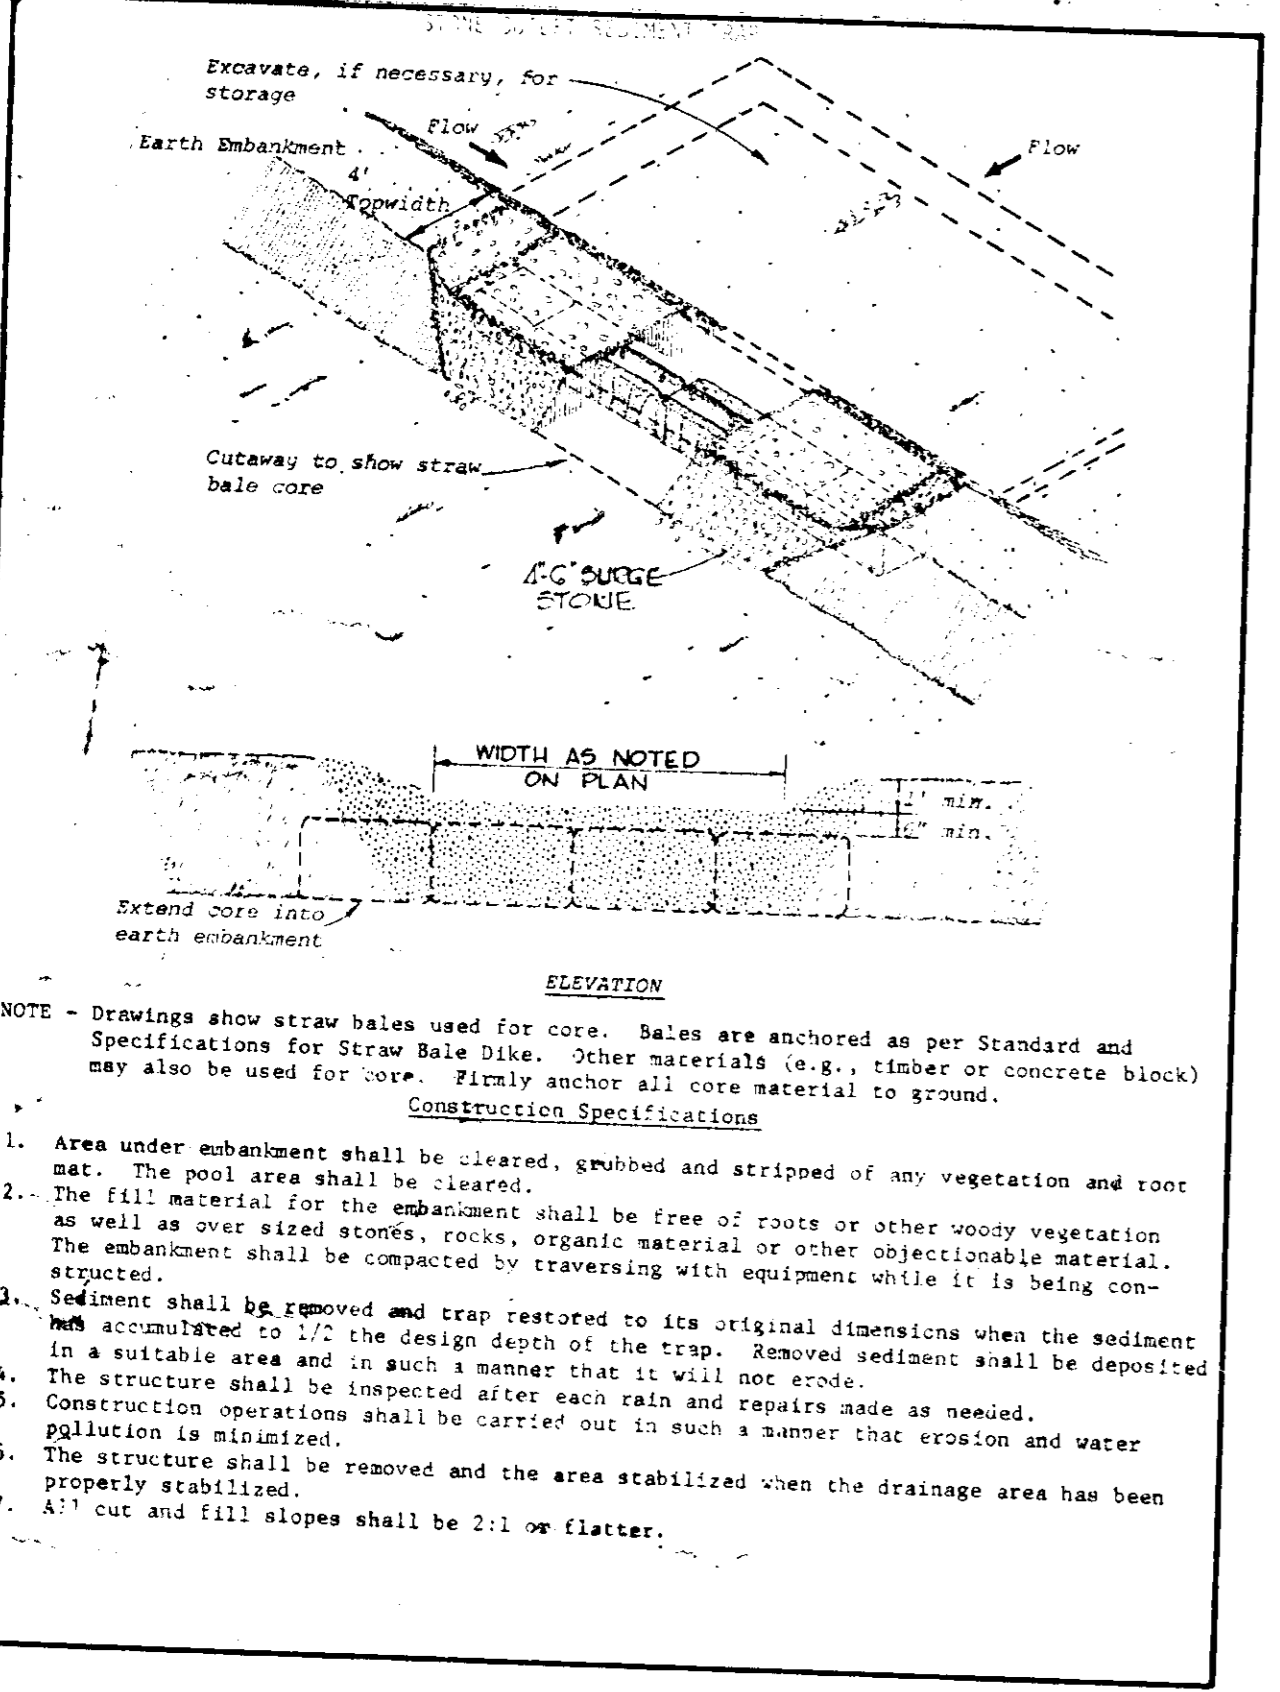 STONE OUTLET SEDIMENT TRAP
Excavate, if necessary, for
storage
Flow
Earth Embankment
Flow
4'
Topwidth
Cutaway to show straw
bale core
4"-6" SURGE
STONE
WIDTH AS NOTED
ON PLAN
1' min.
6" min.
Extend core into
earth embankment
ELEVATION
NOTE - Drawings show straw bales used for core. Bales are anchored as per Standard and
Specifications for Straw Bale Dike. Other materials (e.g., timber or concrete block)
may also be used for core. Firmly anchor all core material to ground.
Construction Specifications
1. Area under embankment shall be cleared, grubbed and stripped of any vegetation and root
mat. The pool area shall be cleared.
2. The fill material for the embankment shall be free of roots or other woody vegetation
as well as over sized stones, rocks, organic material or other objectionable material.
The embankment shall be compacted by traversing with equipment while it is being con-
structed.
3. Sediment shall be removed and trap restored to its original dimensions when the sediment
has accumulated to 1/2 the design depth of the trap. Removed sediment shall be deposited
in a suitable area and in such a manner that it will not erode.
4. The structure shall be inspected after each rain and repairs made as needed.
5. Construction operations shall be carried out in such a manner that erosion and water
pollution is minimized.
6. The structure shall be removed and the area stabilized when the drainage area has been
properly stabilized.
7. All cut and fill slopes shall be 2:1 or flatter.